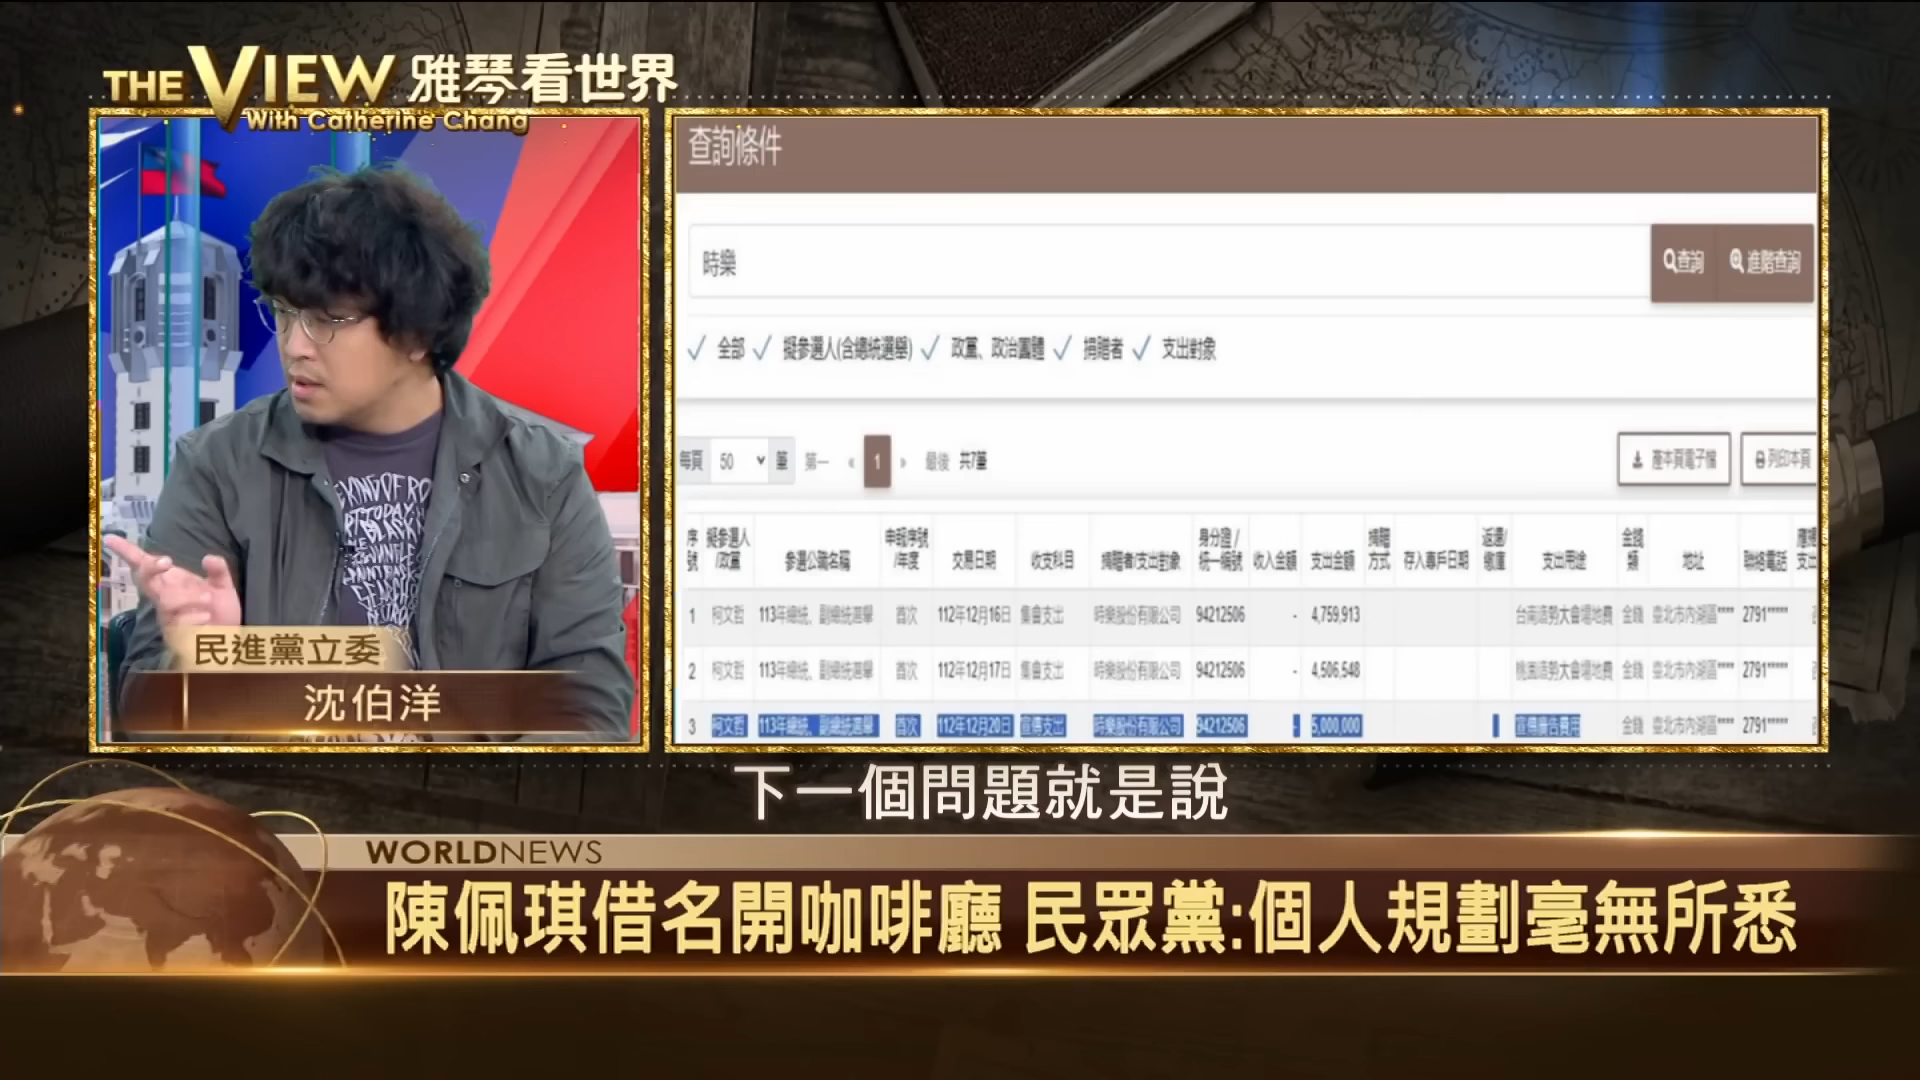 THE VIEW 雅琴看世界
With Catherine Chang
查詢條件
時樂
查詢 進階查詢
全部 擬參選人(含總統選舉) 政黨、政治團體 捐贈者 支出對象
每頁 50 筆 第一 1 最後 共7筆
產本頁電子檔 列印本頁
序號 擬參選人/政黨 參選公職名稱 申報序號/年度 交易日期 收支科目 捐贈者/支出對象 身分證/統一編號 收入金額 支出金額 捐贈方式 存入專戶日期 返還/繳庫 支出用途 金錢類 地址 聯絡電話
1 柯文哲 113年總統、副總統選舉 首次 112年12月16日 集會支出 時樂股份有限公司 94212506 - 4,759,913 台南造勢大會場地費 金錢 臺北市內湖區**** 2791*****
2 柯文哲 113年總統、副總統選舉 首次 112年12月17日 集會支出 時樂股份有限公司 94212506 - 4,506,548 桃園造勢大會場地費 金錢 臺北市內湖區**** 2791*****
3 柯文哲 113年總統、副總統選舉 首次 112年12月20日 宣傳支出 時樂股份有限公司 94212506 - 5,000,000 宣傳廣告費用 金錢 臺北市內湖區**** 2791*****
民進黨立委
沈伯洋
下一個問題就是說
WORLDNEWS
陳佩琪借名開咖啡廳 民眾黨:個人規劃毫無所悉